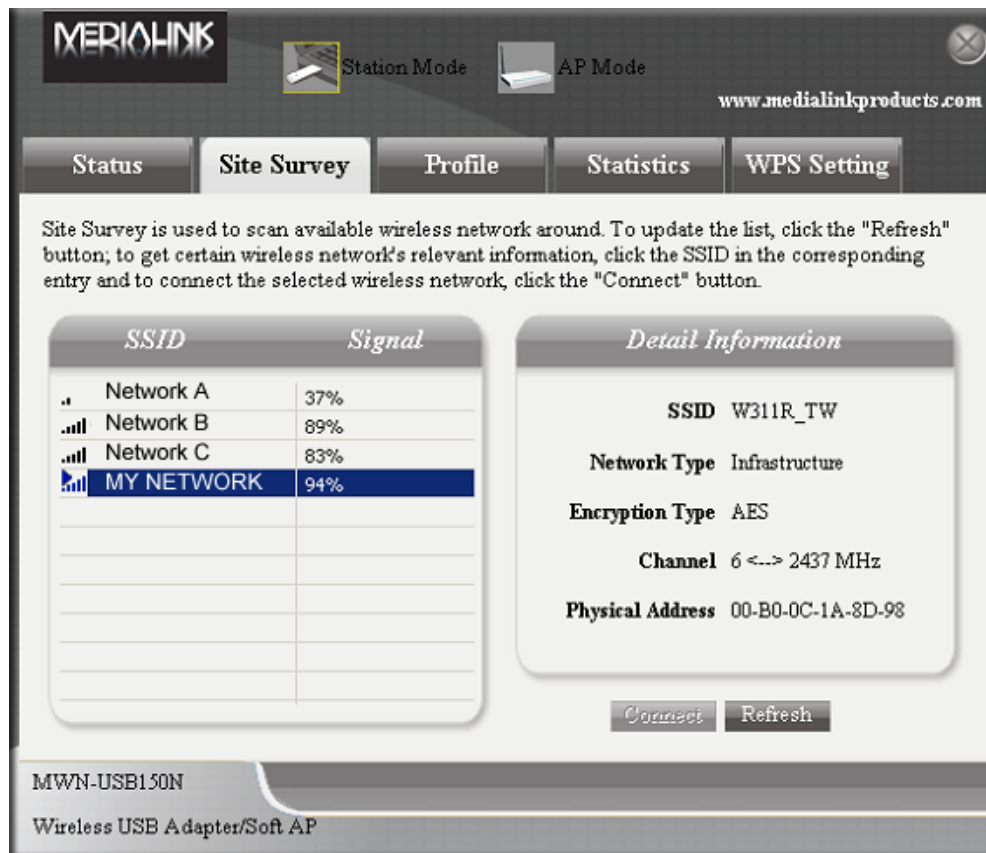 MEDIALINK
Station Mode AP Mode
www.medialinkproducts.com
Status Site Survey Profile Statistics WPS Setting
Site Survey is used to scan available wireless network around. To update the list, click the "Refresh"
button; to get certain wireless network's relevant information, click the SSID in the corresponding
entry and to connect the selected wireless network, click the "Connect" button.
SSID Signal
Network A 37%
Network B 89%
Network C 83%
MY NETWORK 94%
Detail Information
SSID W311R_TW
Network Type Infrastructure
Encryption Type AES
Channel 6 <--> 2437 MHz
Physical Address 00-B0-0C-1A-8D-98
Connect Refresh
MWN-USB150N
Wireless USB Adapter/Soft AP